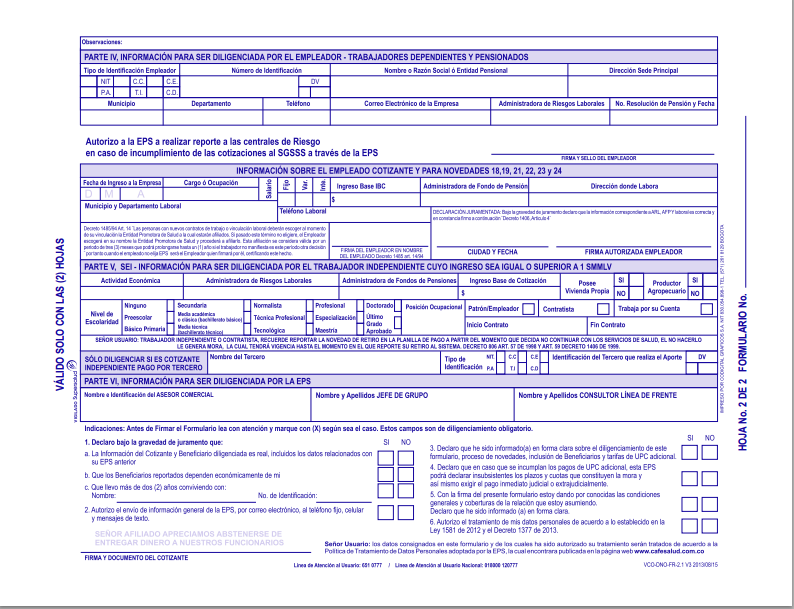 Observaciones:
PARTE IV, INFORMACIÓN PARA SER DILIGENCIADA POR EL EMPLEADOR - TRABAJADORES DEPENDIENTES Y PENSIONADOS
Tipo de Identificación Empleador Número de Identificación Nombre o Razón Social ó Entidad Pensional Dirección Sede Principal
NIT C.C. C.E. DV
P.A. T.I. C.D.
Municipio Departamento Teléfono Correo Electrónico de la Empresa Administradora de Riesgos Laborales No. Resolución de Pensión y Fecha
Autorizo a la EPS a realizar reporte a las centrales de Riesgo
en caso de incumplimiento de las cotizaciones al SGSSS a través de la EPS
FIRMA Y SELLO DEL EMPLEADOR
INFORMACIÓN SOBRE EL EMPLEADO COTIZANTE Y PARA NOVEDADES 18,19, 21, 22, 23 y 24
Fecha de Ingreso a la Empresa Cargo ó Ocupación Salario Fijo Var. Inte. Ingreso Base IBC Administradora de Fondo de Pensión Dirección donde Labora
D M A
$
Municipio y Departamento Laboral Teléfono Laboral
DECLARACIÓN JURAMENTADA: Bajo la gravedad de juramento declaro que la información correspondiente a ARL, AFP Y laboral es correcta y
en constancia firmo a continuación "Decreto 1406, Artículo 4"
Decreto 1485/94 Art. 14 "Las personas con nuevos contratos de trabajo o vinculación laboral deberán escoger al momento
de su vinculación la Entidad Promotora de Salud a la cual estarán afiliados. Si pasado este término no eligiere, el Empleador
escogerá en su nombre la Entidad Promotora de Salud y procederá a afiliarlo. Esta afiliación se considera válida por un
periodo de tres (3) meses que podrá prolongarse hasta un (1) año si el trabajador no manifiesta en este período otra decisión
FIRMA DEL EMPLEADOR EN NOMBRE
DEL EMPLEADO Decreto 1485 art. 14/94
CIUDAD Y FECHA FIRMA AUTORIZADA EMPLEADOR
PARTE V, SEI - INFORMACIÓN PARA SER DILIGENCIADA POR EL TRABAJADOR INDEPENDIENTE CUYO INGRESO SEA IGUAL O SUPERIOR A 1 SMMLV
Actividad Económica Administradora de Riesgos Laborales Administradora de Fondos de Pensiones Ingreso Base de Cotización Posee Vivienda Propia SI NO Productor Agropecuario SI NO
$
Nivel de Escolaridad
Ninguno Secundaria Normalista Profesional Doctorado Posición Ocupacional Patrón/Empleador Contratista Trabaja por su Cuenta
Preescolar Media académica o clásica (bachillerato básico) Técnica Profesional Especialización Último Grado Aprobado
Básico Primaria Media técnica (bachillerato técnico) Tecnológica Maestría Inicio Contrato Fin Contrato
SEÑOR USUARIO: TRABAJADOR INDEPENDIENTE O CONTRATISTA, RECUERDE REPORTAR LA NOVEDAD DE RETIRO EN LA PLANILLA DE PAGO A PARTIR DEL MOMENTO QUE DECIDA NO CONTINUAR CON LOS SERVICIOS DE SALUD, EL NO HACERLO
LE GENERA MORA, LA CUAL TENDRÁ VIGENCIA HASTA EL MOMENTO EN EL QUE REPORTE SU RETIRO AL SISTEMA. DECRETO 806 ART. 57 DE 1998 Y ART. 59 DECRETO 1406 DE 1999.
SÓLO DILIGENCIAR SI ES COTIZANTE
INDEPENDIENTE PAGO POR TERCERO
Nombre del Tercero Tipo de Identificación NIT. C.C C.E P.A T.I C.D Identificación del Tercero que realiza el Aporte DV
PARTE VI, INFORMACIÓN PARA SER DILIGENCIADA POR LA EPS
Nombre e Identificación del ASESOR COMERCIAL Nombre y Apellidos JEFE DE GRUPO Nombre y Apellidos CONSULTOR LÍNEA DE FRENTE
Indicaciones: Antes de Firmar el Formulario lea con atención y marque con (X) según sea el caso. Estos campos son de diligenciamiento obligatorio.
1. Declaro bajo la gravedad de juramento que: SI NO
a. La información del Cotizante y Beneficiario diligenciada es real, incluidos los datos relacionados con
su EPS anterior
b. Que los Beneficiarios reportados dependen económicamente de mi
c. Que llevo más de dos (2) años conviviendo con:
Nombre: No. de Identificación:
2. Autorizo el envío de información general de la EPS, por correo electrónico, al teléfono fijo, celular
y mensajes de texto.
SI NO
3. Declaro que he sido informado(a) en forma clara sobre el diligenciamiento de este
formulario, proceso de novedades, inclusión de Beneficiarios y tarifas de UPC adicional.
4. Declaro que en caso de que se incumplan los pagos de UPC adicional, esta EPS
podrá declarar insubsistentes los plazos y cuotas que constituyen la mora y
así mismo exigir el pago inmediato judicial o extrajudicialmente.
5. Con la firma del presente formulario estoy dando por conocidas las condiciones
generales y coberturas de la relación que estoy asumiendo.
Declaro que he sido informado (a) en forma clara.
6. Autorizo el tratamiento de mis datos personales de acuerdo a lo establecido en la
Ley 1581 de 2012 y el Decreto 1377 de 2013.
SEÑOR AFILIADO APRECIAMOS ABSTENERSE DE
ENTREGAR DINERO A NUESTROS FUNCIONARIOS
FIRMA Y DOCUMENTO DEL COTIZANTE
Señor Usuario: los datos consignados en este formulario y de los cuales ha sido autorizado su tratamiento serán tratados de acuerdo a la
Política de Tratamiento de Datos Personales adoptada por la EPS, la cual encontrara publicada en la página web www.cafesalud.com.co
Línea de Atención al Usuario: 651 0777 / Línea de Atención al Usuario Nacional: 018000 120777
VCO-DNO-FR-2.1 V3 2013/08/15
VÁLIDO SOLO CON LAS (2) HOJAS
VIGILADO Supersalud
HOJA No. 2 DE 2 FORMULARIO No.